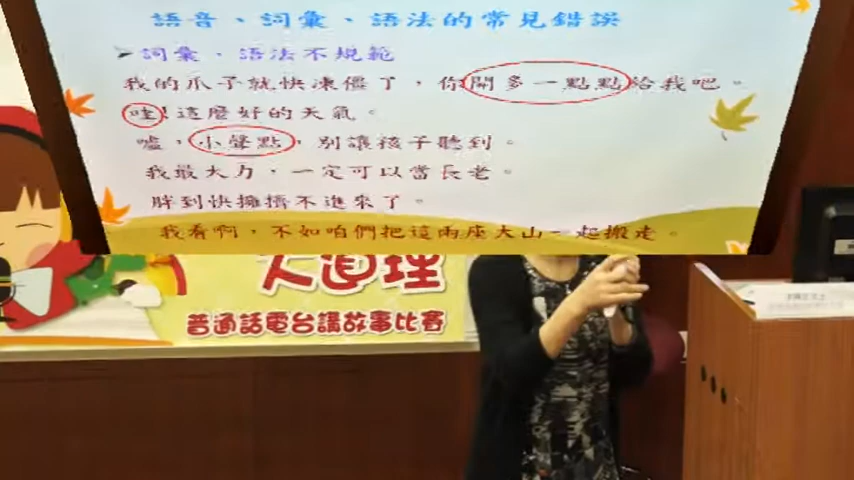 語音、詞彙、語法的常見錯誤
詞彙、語法不規範
我的爪子就快凍僵了，你開多一點點給我吧。
哇!這麼好的天氣。
噓，小聲點，別讓孩子聽到。
我最大力，一定可以當長老。
胖到快擁擠不進來了。
我看啊，不如咱們把這兩座大山一起搬走。
大道理
普通話電台講故事比賽